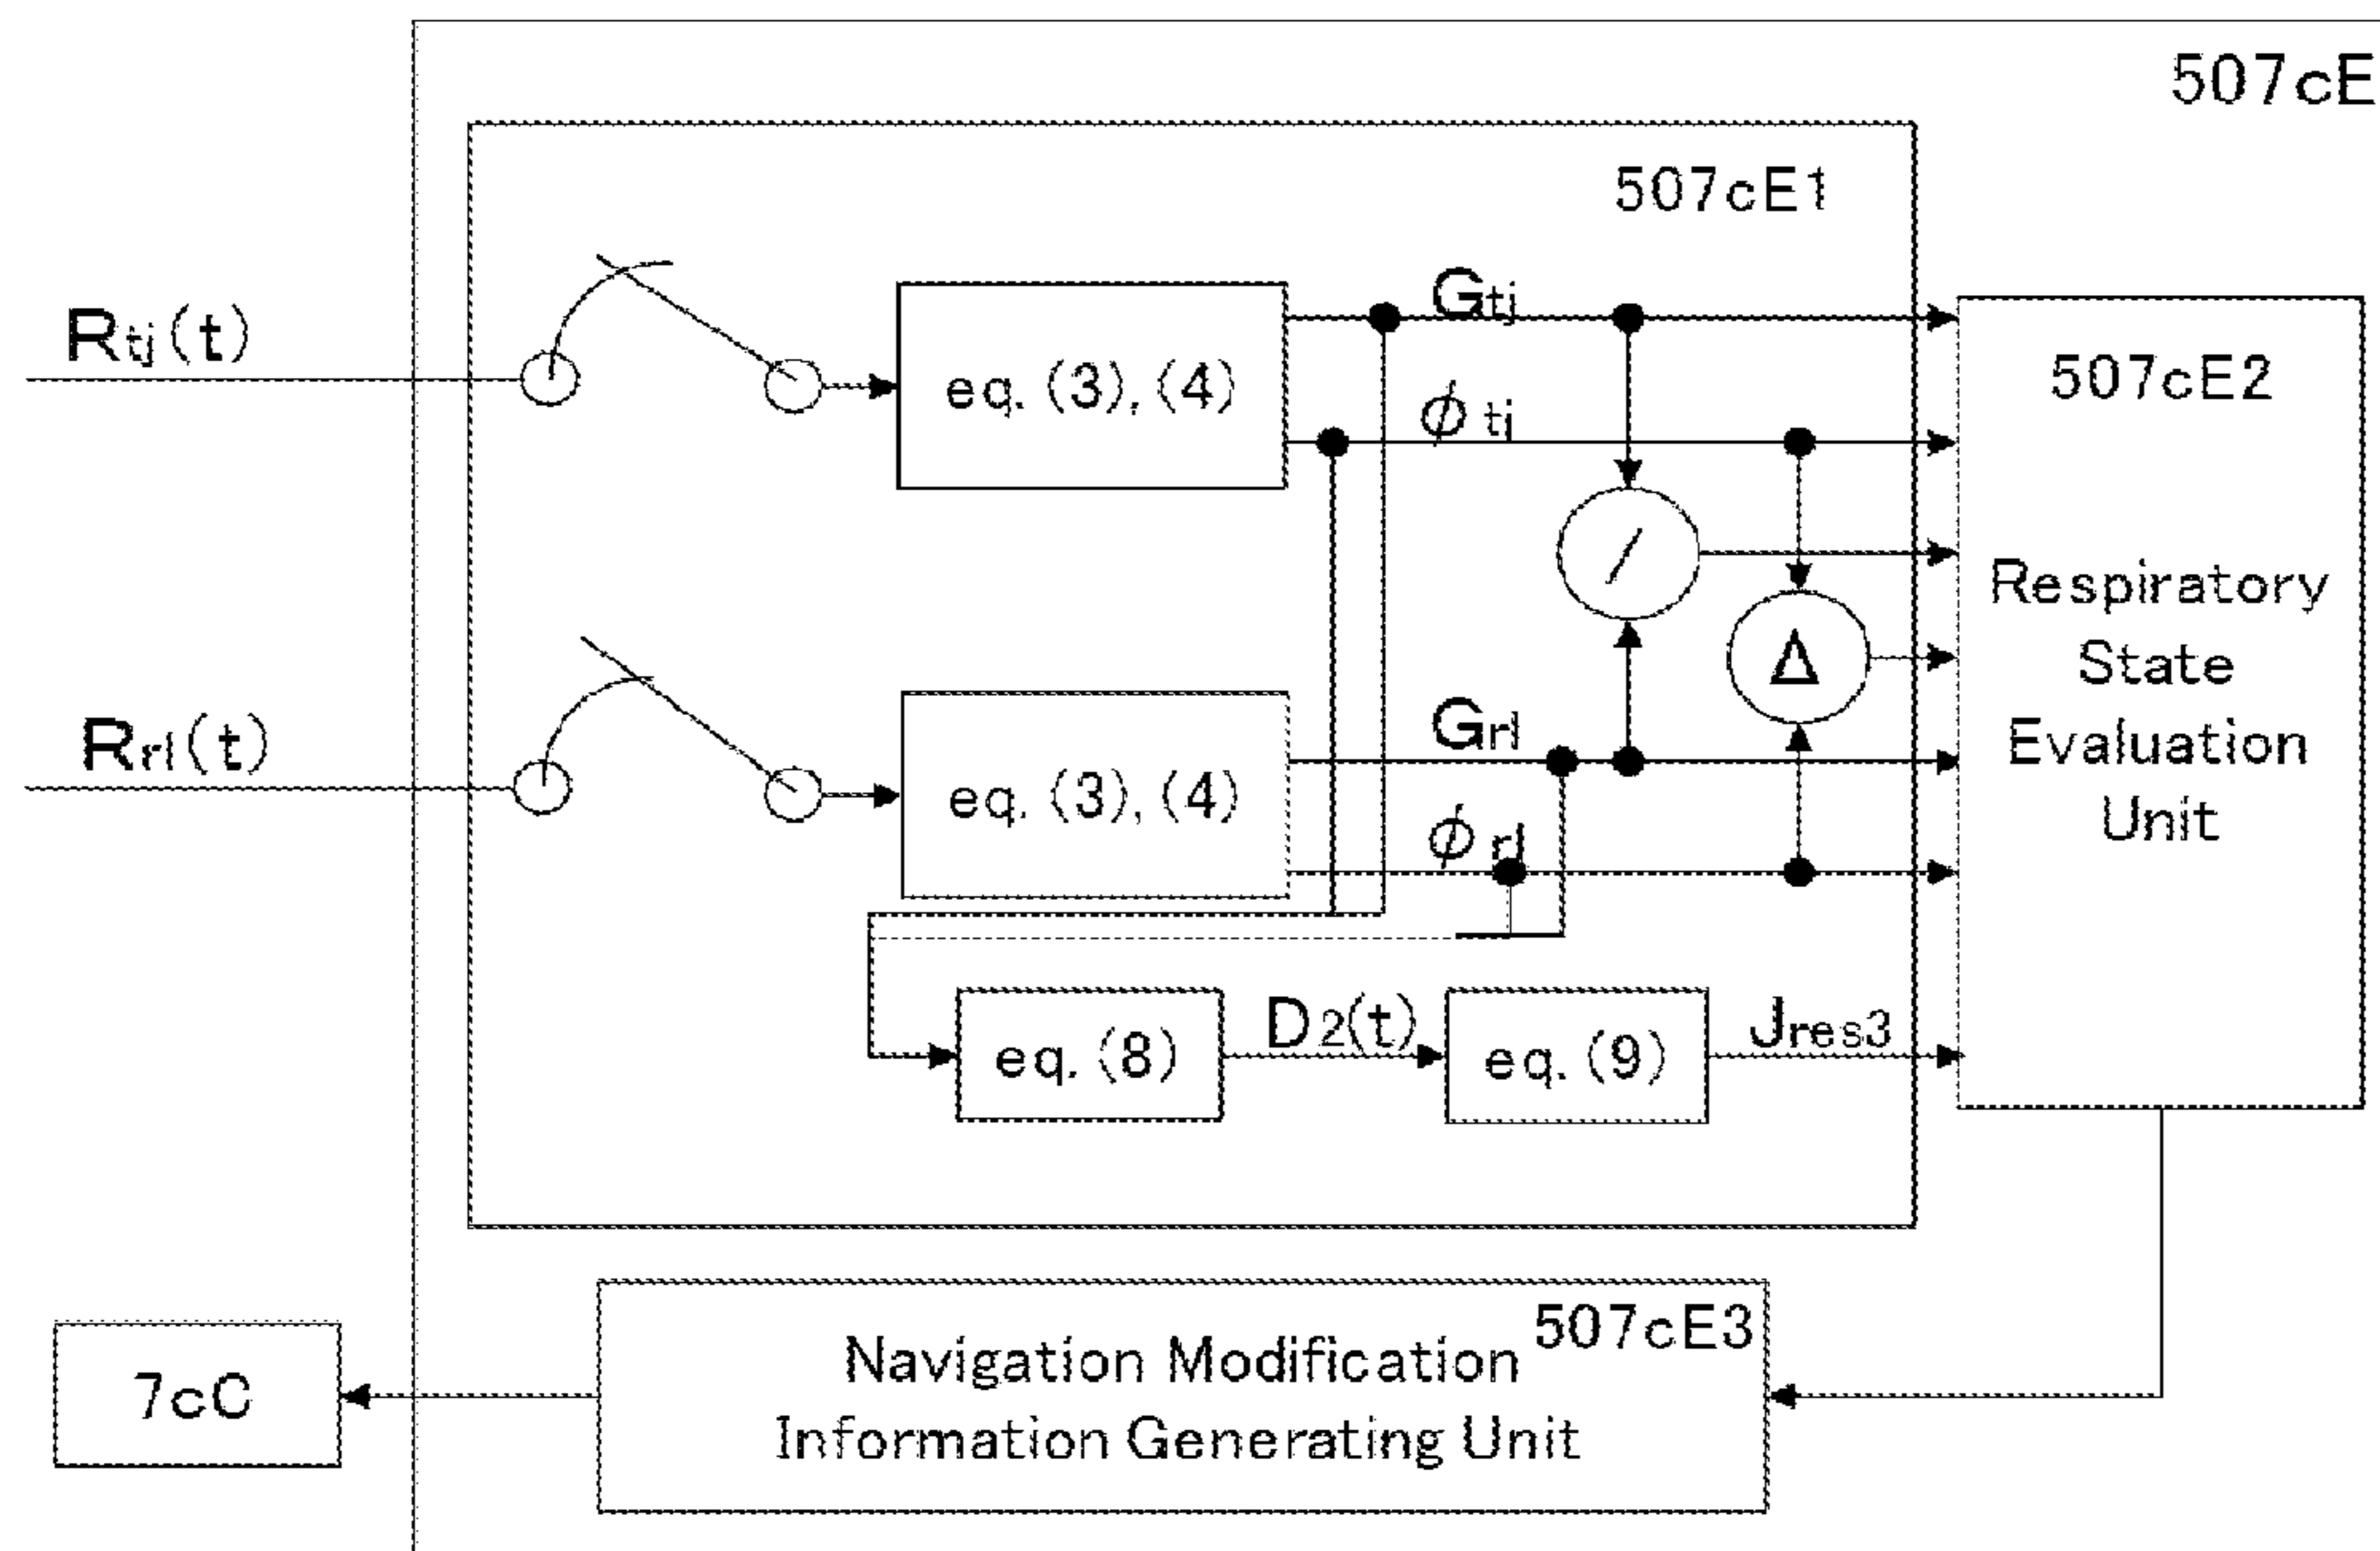 507cE
507cE1
Rtj(t)
eq. (3), (4)
Gtj
ϕtj
/
Δ
507cE2
Respiratory
State
Evaluation
Unit
Rrl(t)
eq. (3), (4)
Grl
ϕrl
eq. (8)
D2(t)
eq. (9)
Jres3
507cE3
Navigation Modification
Information Generating Unit
7cC